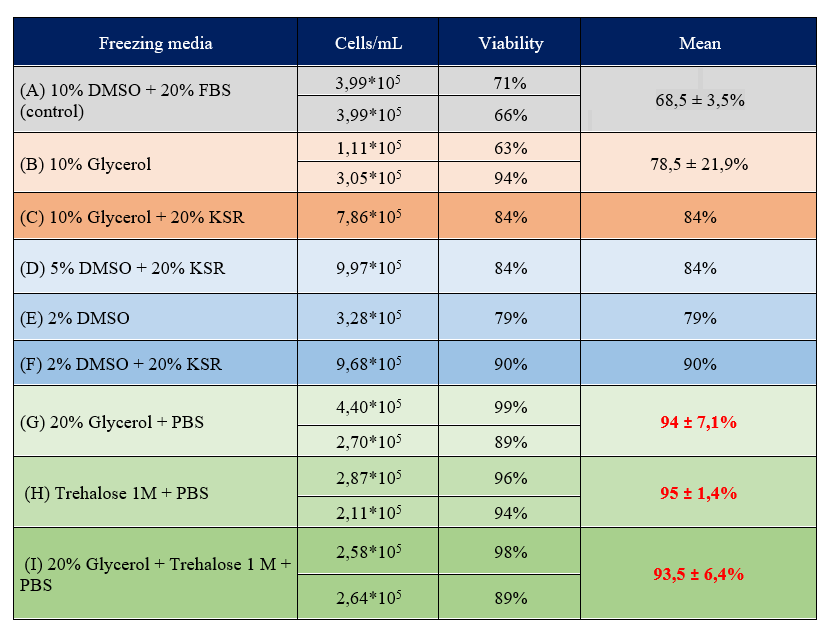 Freezing media Cells/mL Viability Mean
(A) 10% DMSO + 20% FBS
(control)
3,99*10⁵ 71%
3,99*10⁵ 66%
68,5 ± 3,5%
(B) 10% Glycerol
1,11*10⁵ 63%
3,05*10⁵ 94%
78,5 ± 21,9%
(C) 10% Glycerol + 20% KSR 7,86*10⁵ 84% 84%
(D) 5% DMSO + 20% KSR 9,97*10⁵ 84% 84%
(E) 2% DMSO 3,28*10⁵ 79% 79%
(F) 2% DMSO + 20% KSR 9,68*10⁵ 90% 90%
(G) 20% Glycerol + PBS
4,40*10⁵ 99%
2,70*10⁵ 89%
94 ± 7,1%
(H) Trehalose 1M + PBS
2,87*10⁵ 96%
2,11*10⁵ 94%
95 ± 1,4%
(I) 20% Glycerol + Trehalose 1 M +
PBS
2,58*10⁵ 98%
2,64*10⁵ 89%
93,5 ± 6,4%